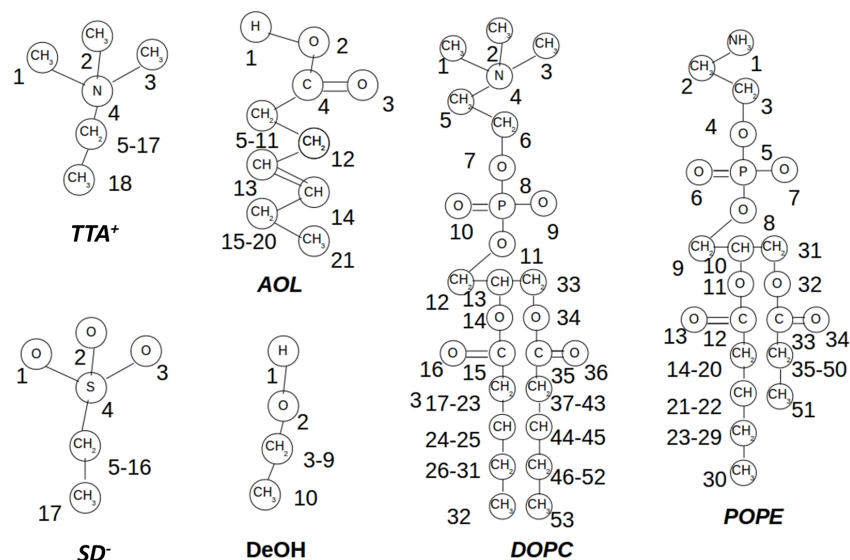 CH₃
CH₃
CH₃
1
2
3
N
4
CH₂
5-17
CH₃
18
TTA⁺
H
1
O
2
C
O
4
3
CH₂
5-11
CH₂
12
CH
13
CH
14
CH₂
15-20
CH₃
21
AOL
CH₃
CH₃
CH₃
1
2
3
N
4
CH₂
5
CH₂
6
7
O
8
O
P
O
10
9
O
11
CH₂
CH
CH₂
33
12
13
14
O
O
34
O
C
C
O
16
15
35
36
CH₂
CH₂
3
17-23
37-43
CH
CH
24-25
44-45
CH₂
CH₂
26-31
46-52
CH₃
CH₃
32
53
DOPC
NH₃
1
CH₂
2
CH₂
3
4
O
5
O
P
O
6
7
O
8
CH₂
CH
CH₂
31
9
10
11
O
O
32
O
C
C
O
13
12
33
34
CH₂
CH₂
14-20
35-50
CH
CH₃
21-22
51
CH₂
23-29
CH₃
30
POPE
O
O
O
1
2
3
S
4
CH₂
5-16
CH₃
17
SD⁻
H
1
O
2
CH₂
3-9
CH₃
10
DeOH